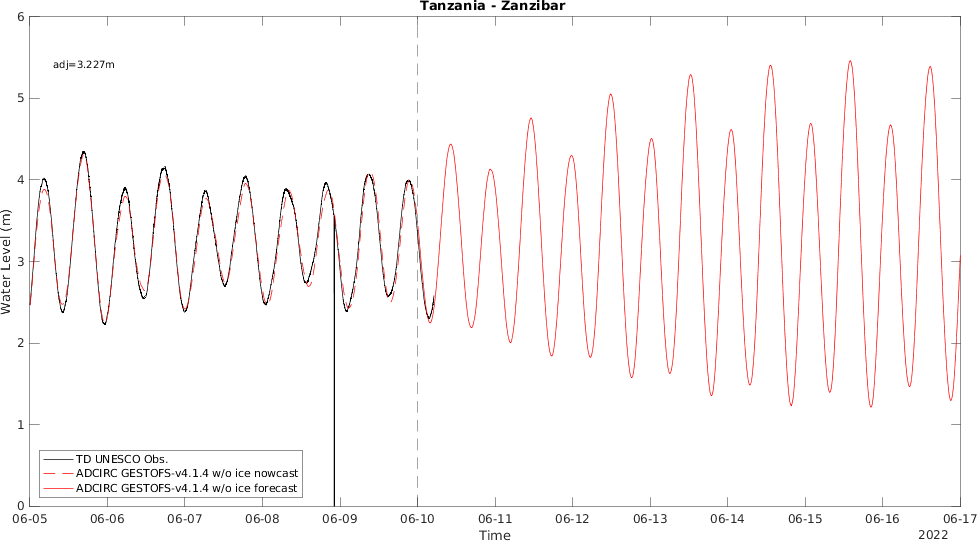 Tanzania - Zanzibar
adj=3.227m
Water Level (m)
6
5
4
3
2
1
0
TD UNESCO Obs.
ADCIRC GESTOFS-v4.1.4 w/o ice nowcast
ADCIRC GESTOFS-v4.1.4 w/o ice forecast
06-05 06-06 06-07 06-08 06-09 06-10 06-11 06-12 06-13 06-14 06-15 06-16 06-17
Time
2022